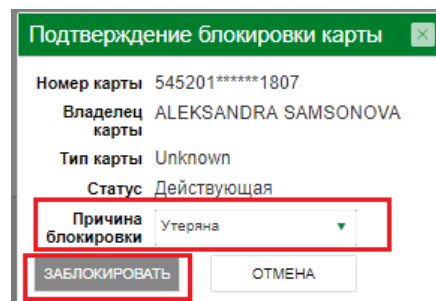 Подтверждение блокировки карты
Номер карты 545201******1807
Владелец карты ALEKSANDRA SAMSONOVA
Тип карты Unknown
Статус Действующая
Причина блокировки Утеряна
ЗАБЛОКИРОВАТЬ ОТМЕНА